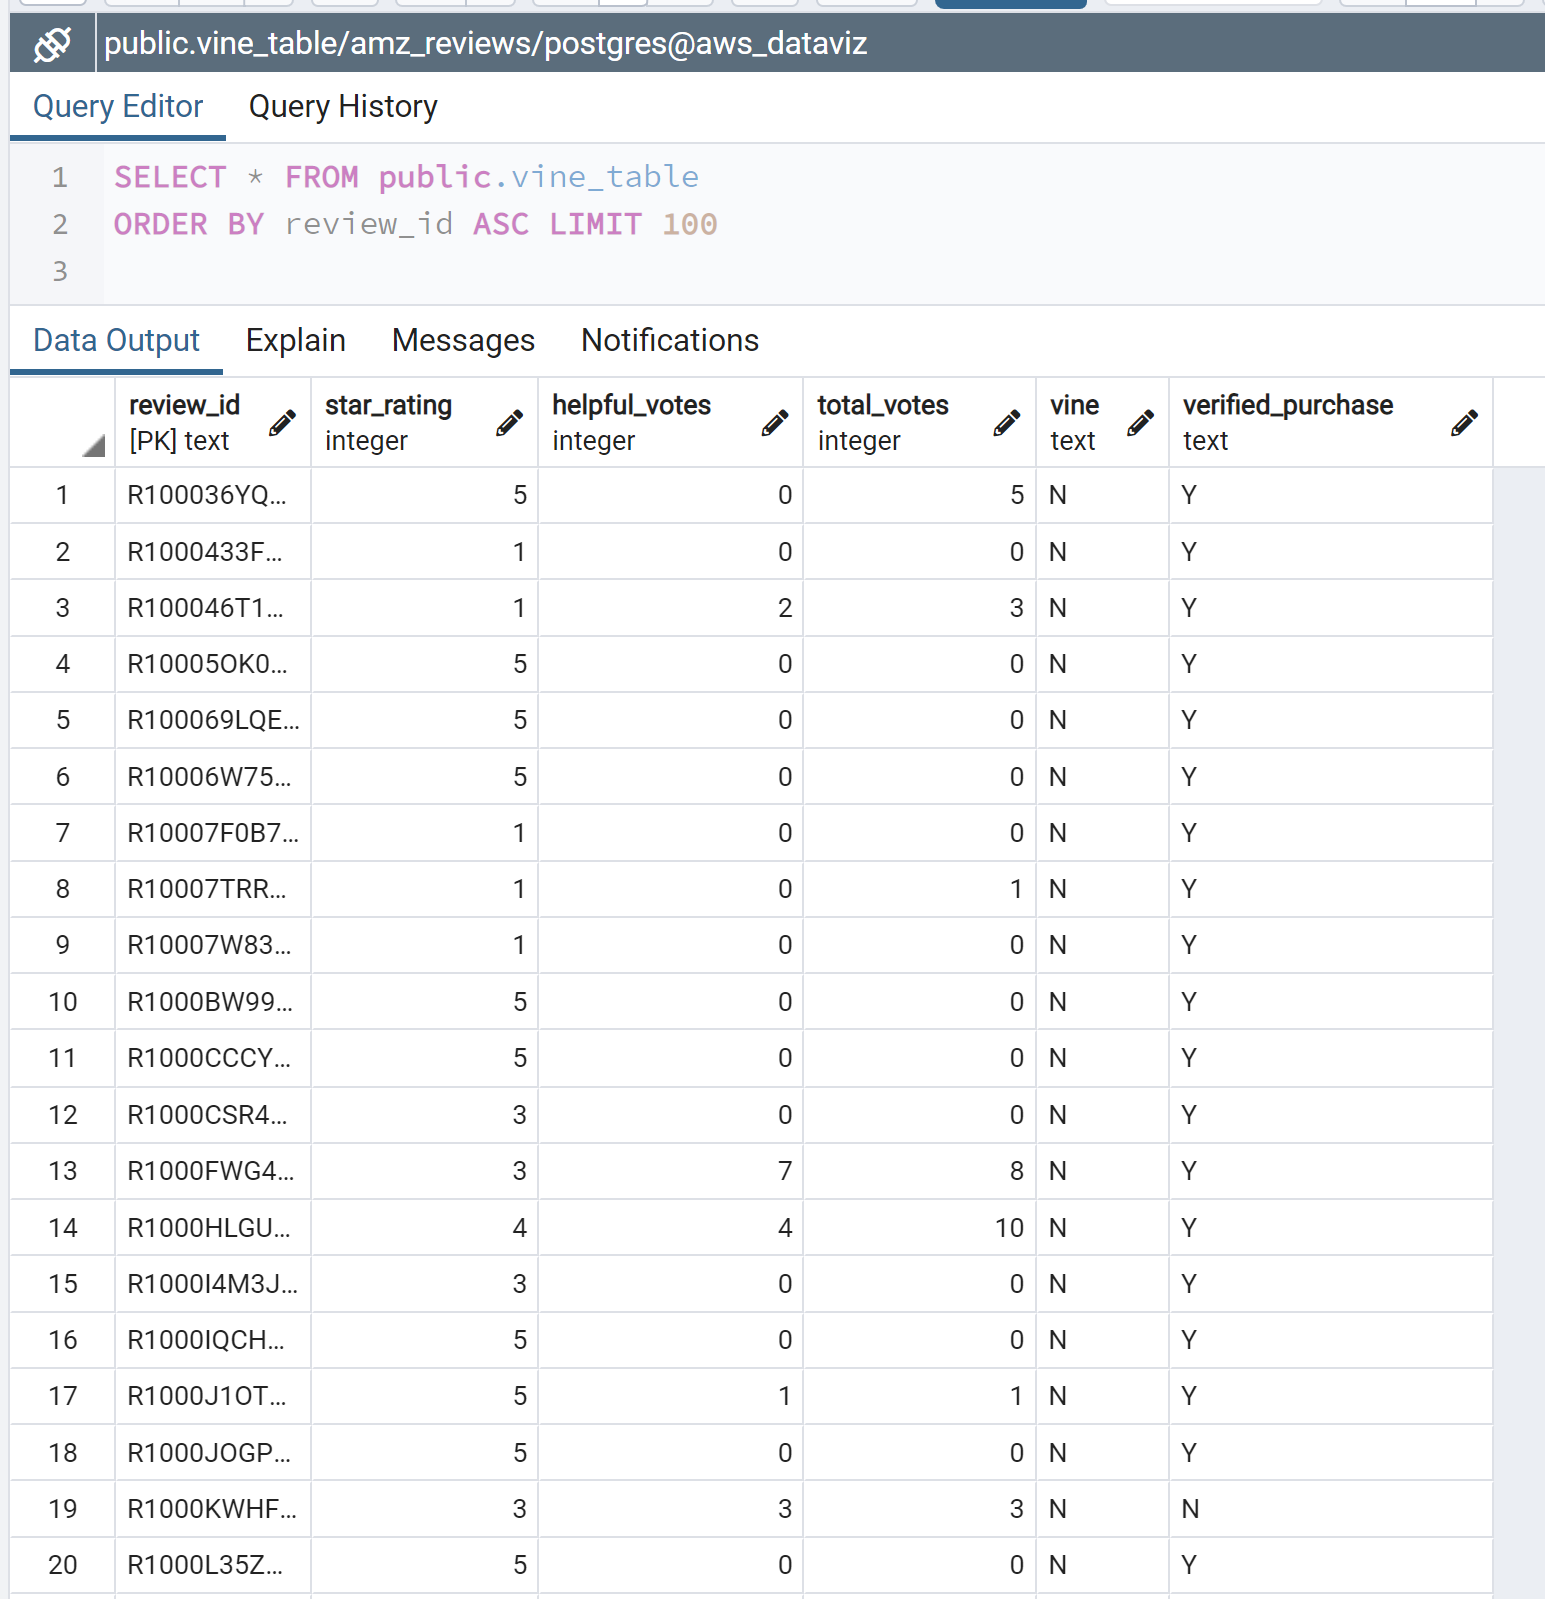 public.vine_table/amz_reviews/postgres@aws_dataviz
Query Editor Query History
1 SELECT * FROM public.vine_table
2 ORDER BY review_id ASC LIMIT 100
3
Data Output Explain Messages Notifications
review_id star_rating helpful_votes total_votes vine verified_purchase
[PK] text integer integer integer text text
1 R100036YQ... 5 0 5 N Y
2 R1000433F... 1 0 0 N Y
3 R100046T1... 1 2 3 N Y
4 R10005OK0... 5 0 0 N Y
5 R100069LQE... 5 0 0 N Y
6 R10006W75... 5 0 0 N Y
7 R10007F0B7... 1 0 0 N Y
8 R10007TRR... 1 0 1 N Y
9 R10007W83... 1 0 0 N Y
10 R1000BW99... 5 0 0 N Y
11 R1000CCCY... 5 0 0 N Y
12 R1000CSR4... 3 0 0 N Y
13 R1000FWG4... 3 7 8 N Y
14 R1000HLGU... 4 4 10 N Y
15 R1000I4M3J... 3 0 0 N Y
16 R1000IQCH... 5 0 0 N Y
17 R1000J1OT... 5 1 1 N Y
18 R1000JOGP... 5 0 0 N Y
19 R1000KWHF... 3 3 3 N N
20 R1000L35Z... 5 0 0 N Y